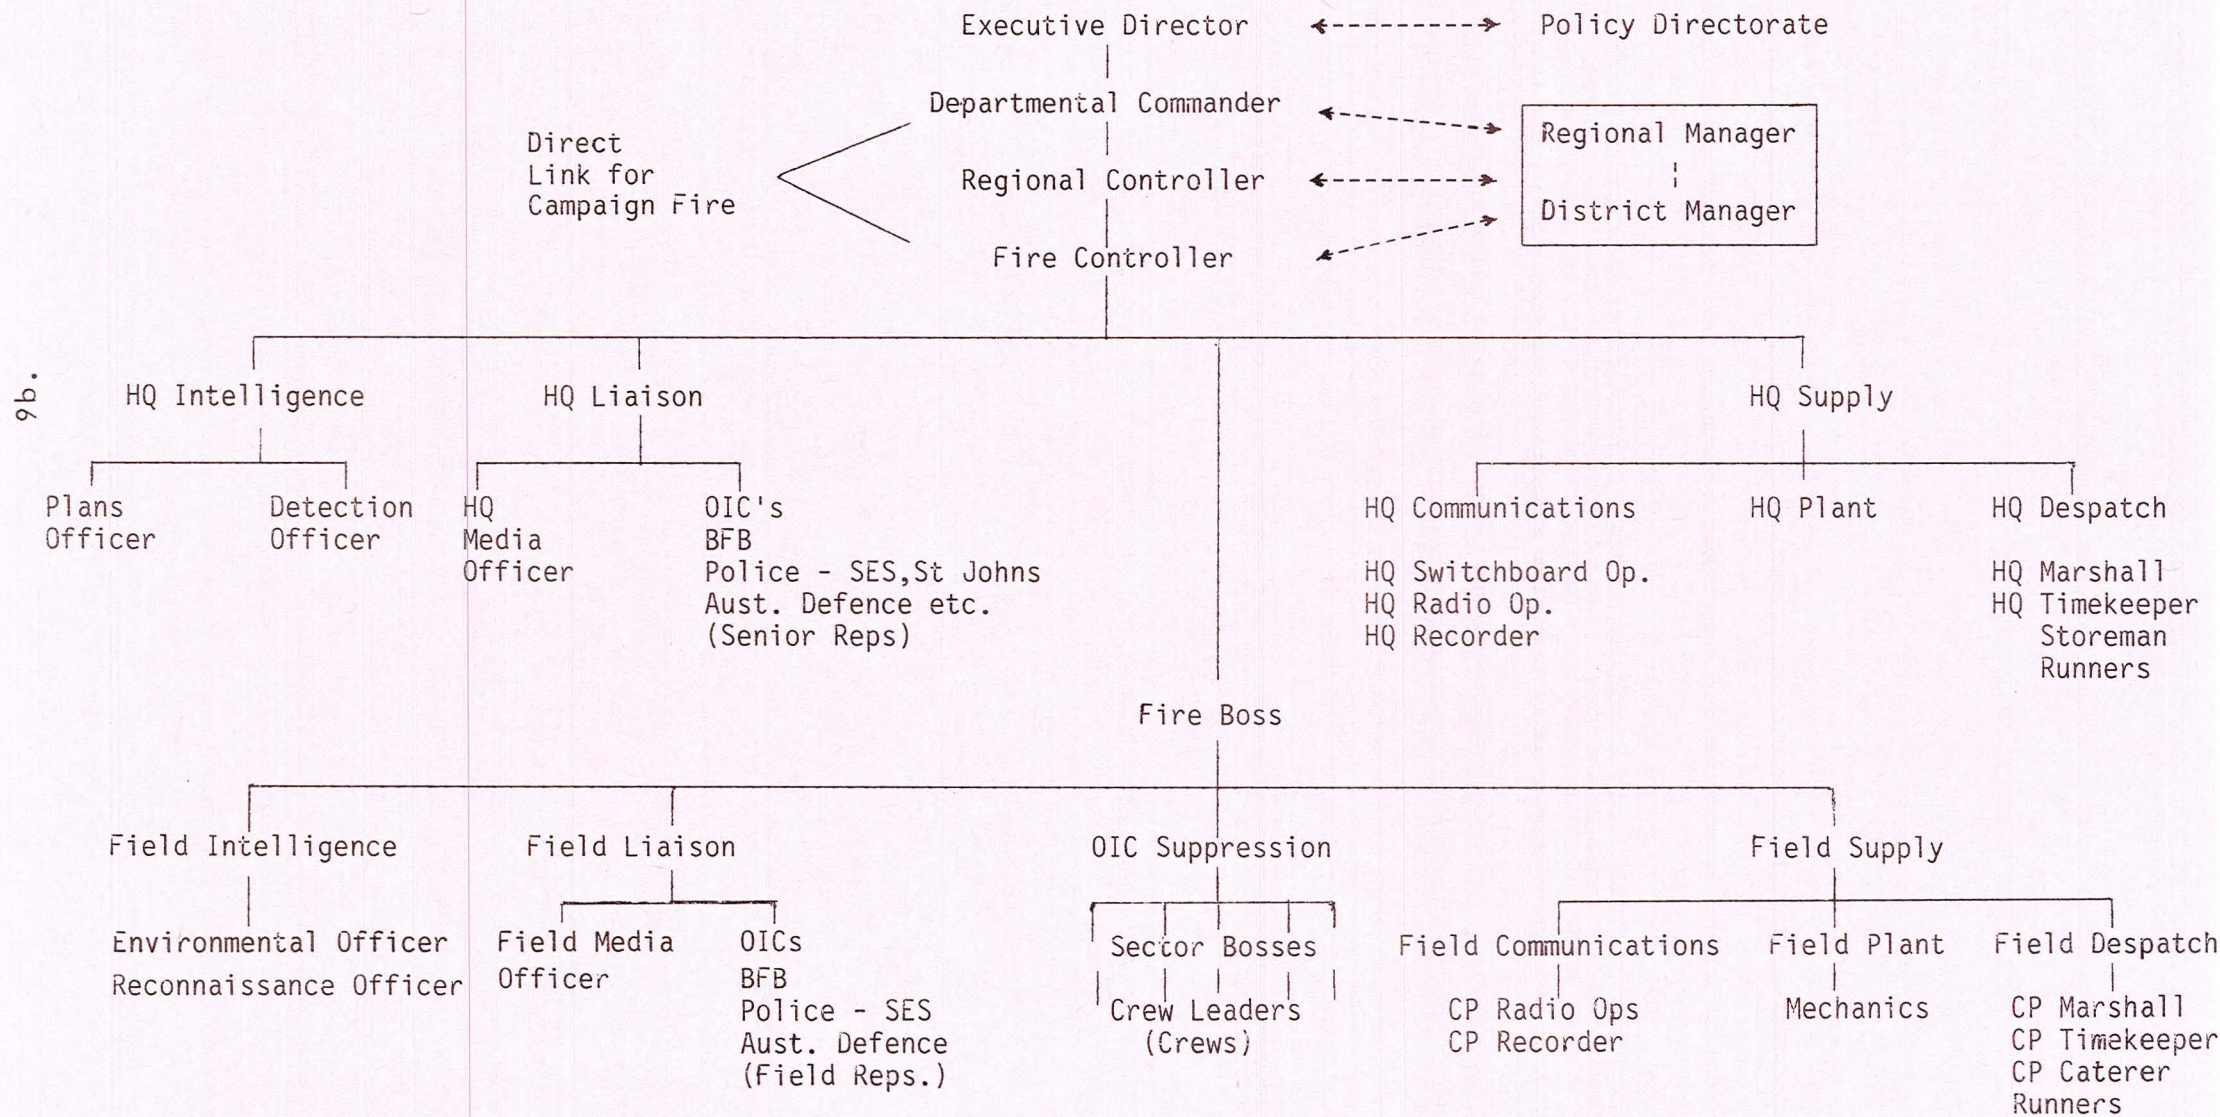 Executive Director
Policy Directorate
Departmental Commander
Direct
Link for
Campaign Fire
Regional Manager
Regional Controller
District Manager
Fire Controller
9b.
HQ Intelligence
HQ Liaison
HQ Supply
Plans
Officer
Detection
Officer
HQ
Media
Officer
OIC's
BFB
Police - SES,St Johns
Aust. Defence etc.
(Senior Reps)
HQ Communications
HQ Switchboard Op.
HQ Radio Op.
HQ Recorder
HQ Plant
HQ Despatch
HQ Marshall
HQ Timekeeper
Storeman
Runners
Fire Boss
Field Intelligence
Field Liaison
OIC Suppression
Field Supply
Environmental Officer
Reconnaissance Officer
Field Media
Officer
OICs
BFB
Police - SES
Aust. Defence
(Field Reps.)
Sector Bosses
Crew Leaders
(Crews)
Field Communications
CP Radio Ops
CP Recorder
Field Plant
Mechanics
Field Despatch
CP Marshall
CP Timekeeper
CP Caterer
Runners